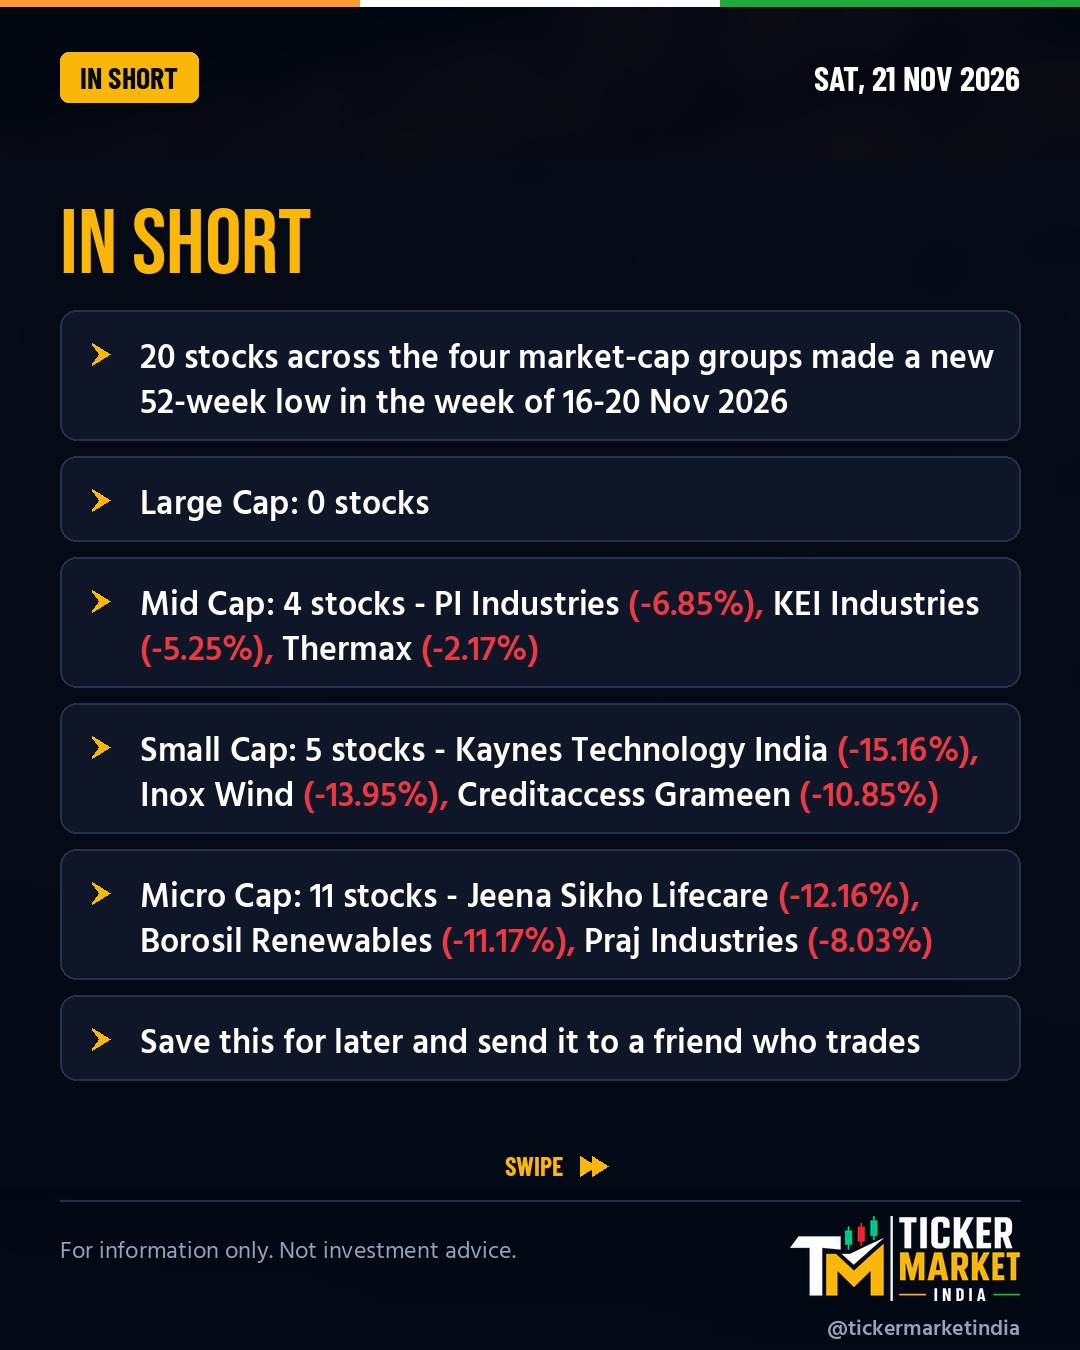 IN SHORT
SAT, 21 NOV 2026
IN SHORT
20 stocks across the four market-cap groups made a new
52-week low in the week of 16-20 Nov 2026
Large Cap: 0 stocks
Mid Cap: 4 stocks - PI Industries (-6.85%), KEI Industries
(-5.25%), Thermax (-2.17%)
Small Cap: 5 stocks - Kaynes Technology India (-15.16%),
Inox Wind (-13.95%), Creditaccess Grameen (-10.85%)
Micro Cap: 11 stocks - Jeena Sikho Lifecare (-12.16%),
Borosil Renewables (-11.17%), Praj Industries (-8.03%)
Save this for later and send it to a friend who trades
SWIPE
For information only. Not investment advice.
TM
TICKER
MARKET
INDIA
@tickermarketindia